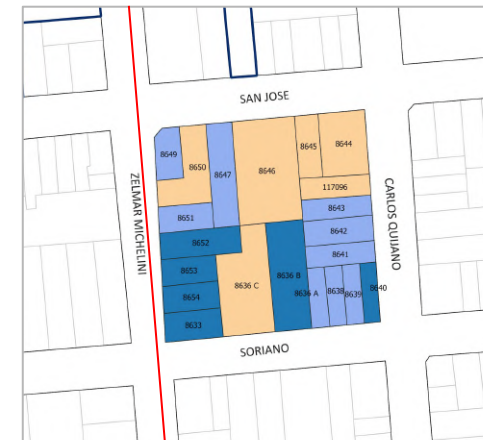 SAN JOSE
8649
8650
8647
8646
8645
8644
117096
8643
8651
8642
8652
8641
8653
8636 C
8636 B
8654
8636 A
8638
8639
8640
8633
ZELMAR MICHELINI
CARLOS QUIJANO
SORIANO